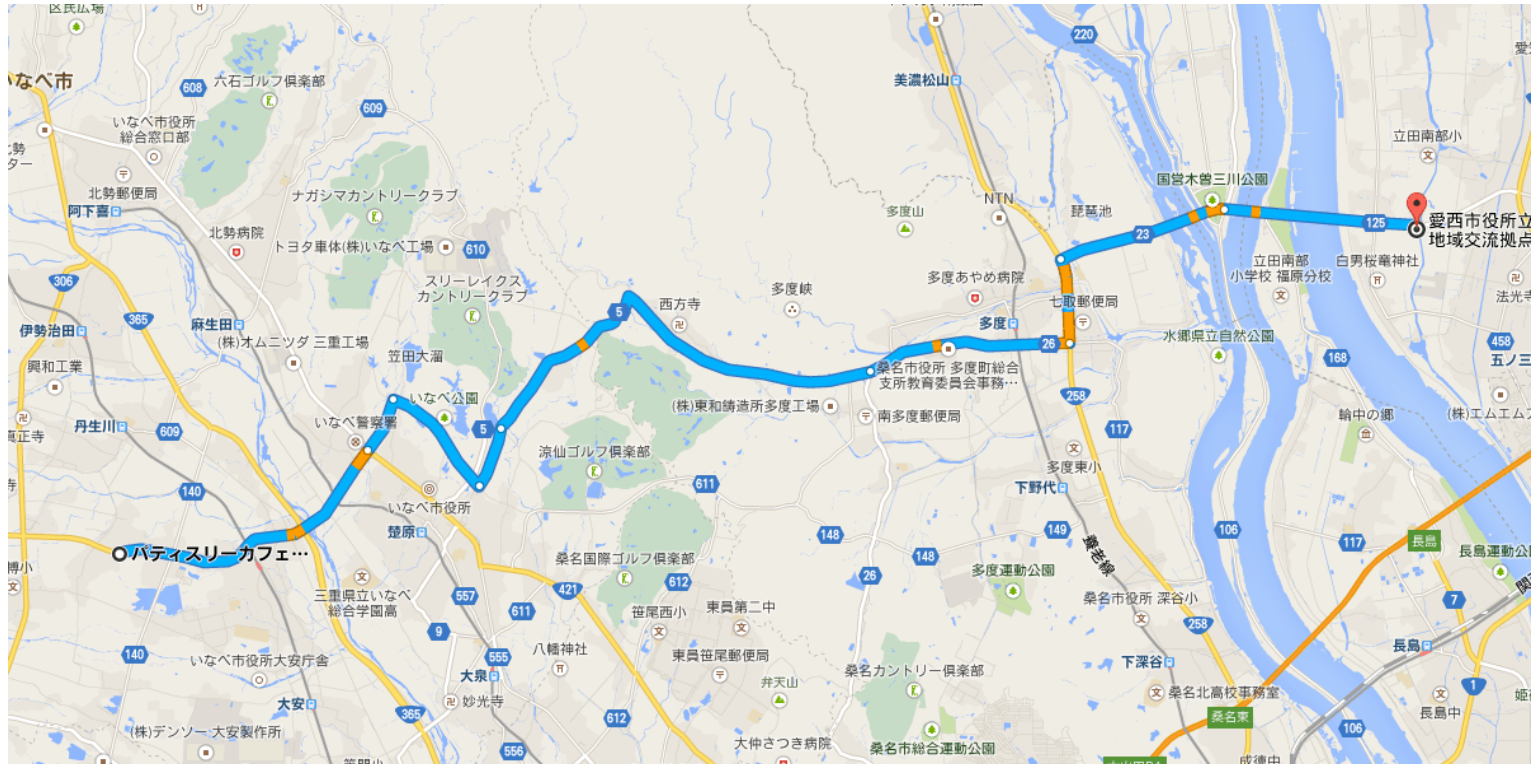 区民広場
220
いなべ市
六石ゴルフ倶楽部
608
609
美濃松山
いなべ市役所
総合窓口部
立田南部小
北勢郵便局
阿下喜
国営木曽三川公園
ナガシマカントリークラブ
NTN
多度山
琵琶池
北勢病院
トヨタ車体(株)いなべ工場
610
23
125
愛西市役所立
地域交流拠点
306
スリーレイクス
カントリークラブ
多度あやめ病院
多度峡
立田南部
小学校 福原分校
白男桜竜神社
法光寺
365
5
西方寺
七取郵便局
伊勢治田
麻生田
多度
26
水郷県立自然公園
458
五ノ三
(株)オムニツダ 三重工場
笠田大溜
興和工業
168
桑名市役所 多度町総合
支所教育委員会事務…
258
いなべ公園
(株)東和鋳造所多度工場
南多度郵便局
輪中の郷
(株)エムエム
いなべ警察署
丹生川
609
5
117
真正寺
涼仙ゴルフ倶楽部
多度東小
140
いなべ市役所
611
下野代
楚原
148
149
106
117
長島
パティスリーカフェ…
桑名国際ゴルフ倶楽部
148
養老線
長島運動公園
三重県立いなべ
総合学園高
612
421
26
多度運動公園
557
611
笹尾西小
東員第二中
桑名市役所 深谷小
7
258
9
八幡神社
140
555
東員笹尾郵便局
長島
いなべ市役所大安庁舎
大泉
桑名カントリー倶楽部
下深谷
弁天山
1
大安
妙光寺
桑名北高校事務室
長島中
365
612
桑名東
(株)デンソー 大安製作所
106
556
大仲さつき病院
桑名市総合運動公園
成徳中